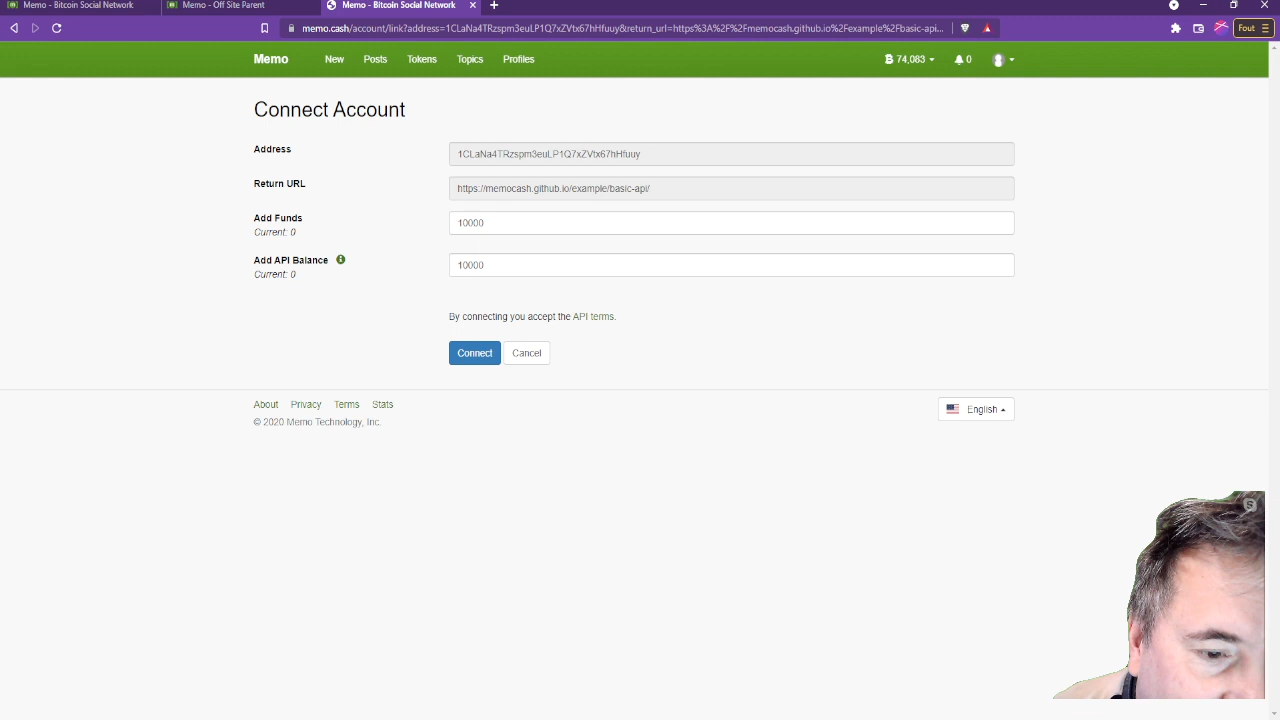 Memo - Bitcoin Social Network
Memo - Off Site Parent
Memo - Bitcoin Social Network
memo.cash/account/link?address=1CLaNa4TRzspm3euLP1Q7xZVtx67hHfuuy&return_url=https%3A%2F%2Fmemocash.github.io%2Fexample%2Fbasic-api...
Fout
Memo New Posts Tokens Topics Profiles 74,083 0
Connect Account
Address 1CLaNa4TRzspm3euLP1Q7xZVtx67hHfuuy
Return URL https://memocash.github.io/example/basic-api/
Add Funds 10000
Current: 0
Add API Balance 10000
Current: 0
By connecting you accept the API terms.
Connect Cancel
About Privacy Terms Stats
English
© 2020 Memo Technology, Inc.